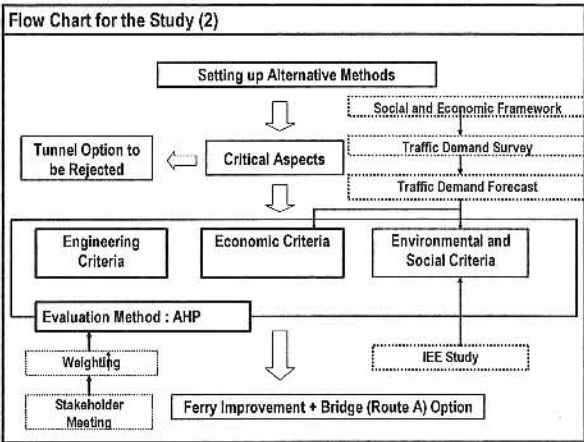 Flow Chart for the Study (2)
Setting up Alternative Methods
Social and Economic Framework
Tunnel Option to
be Rejected
Critical Aspects
Traffic Demand Survey
Traffic Demand Forecast
Engineering
Criteria
Economic Criteria
Environmental and
Social Criteria
Evaluation Method : AHP
Weighting
IEE Study
Stakeholder
Meeting
Ferry Improvement + Bridge (Route A) Option